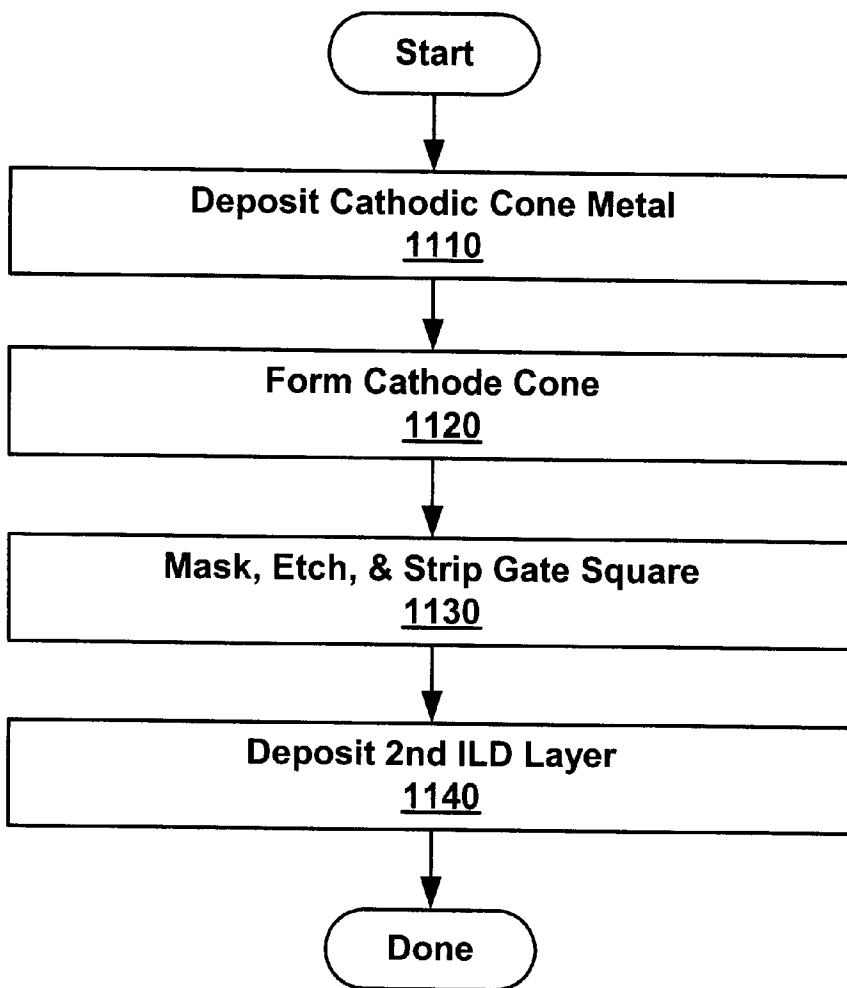 Start
Deposit Cathodic Cone Metal
1110
Form Cathode Cone
1120
Mask, Etch, & Strip Gate Square
1130
Deposit 2nd ILD Layer
1140
Done